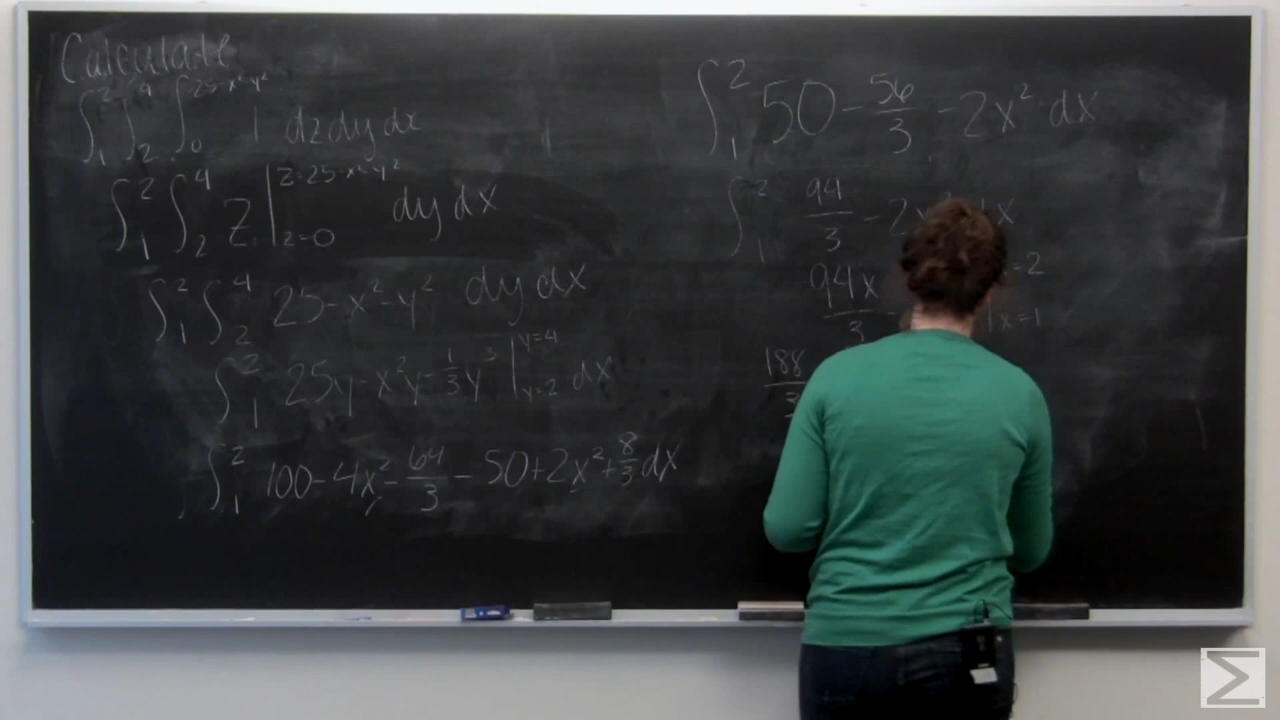 Calculate
∫₁² ∫₂⁴ ∫₀^{25-x²-y²} 1 dz dy dx
∫₁² ∫₂⁴ z |_{z=0}^{z=25-x²-y²} dy dx
∫₁² ∫₂⁴ 25-x²-y² dy dx
∫₁² 25y-x²y-1/3y³ |_{y=2}^{y=4} dx
∫₁² 100-4x²-64/3-50+2x²+8/3 dx
∫₁² 50-56/3-2x² dx
∫₁² 94/3-2x² dx
94x/3 - |_{x=1}^{=2}
188/3
Σ